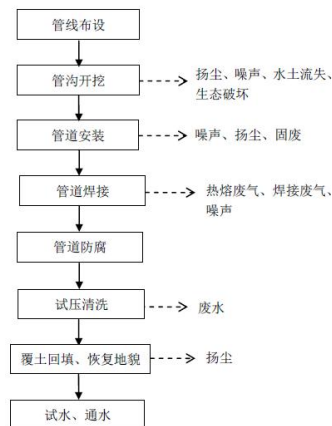 管线布设
管沟开挖
扬尘、噪声、水土流失、
生态破坏
管道安装
噪声、扬尘、固废
管道焊接
热熔废气、焊接废气、
噪声
管道防腐
试压清洗
废水
覆土回填、恢复地貌
扬尘
试水、通水